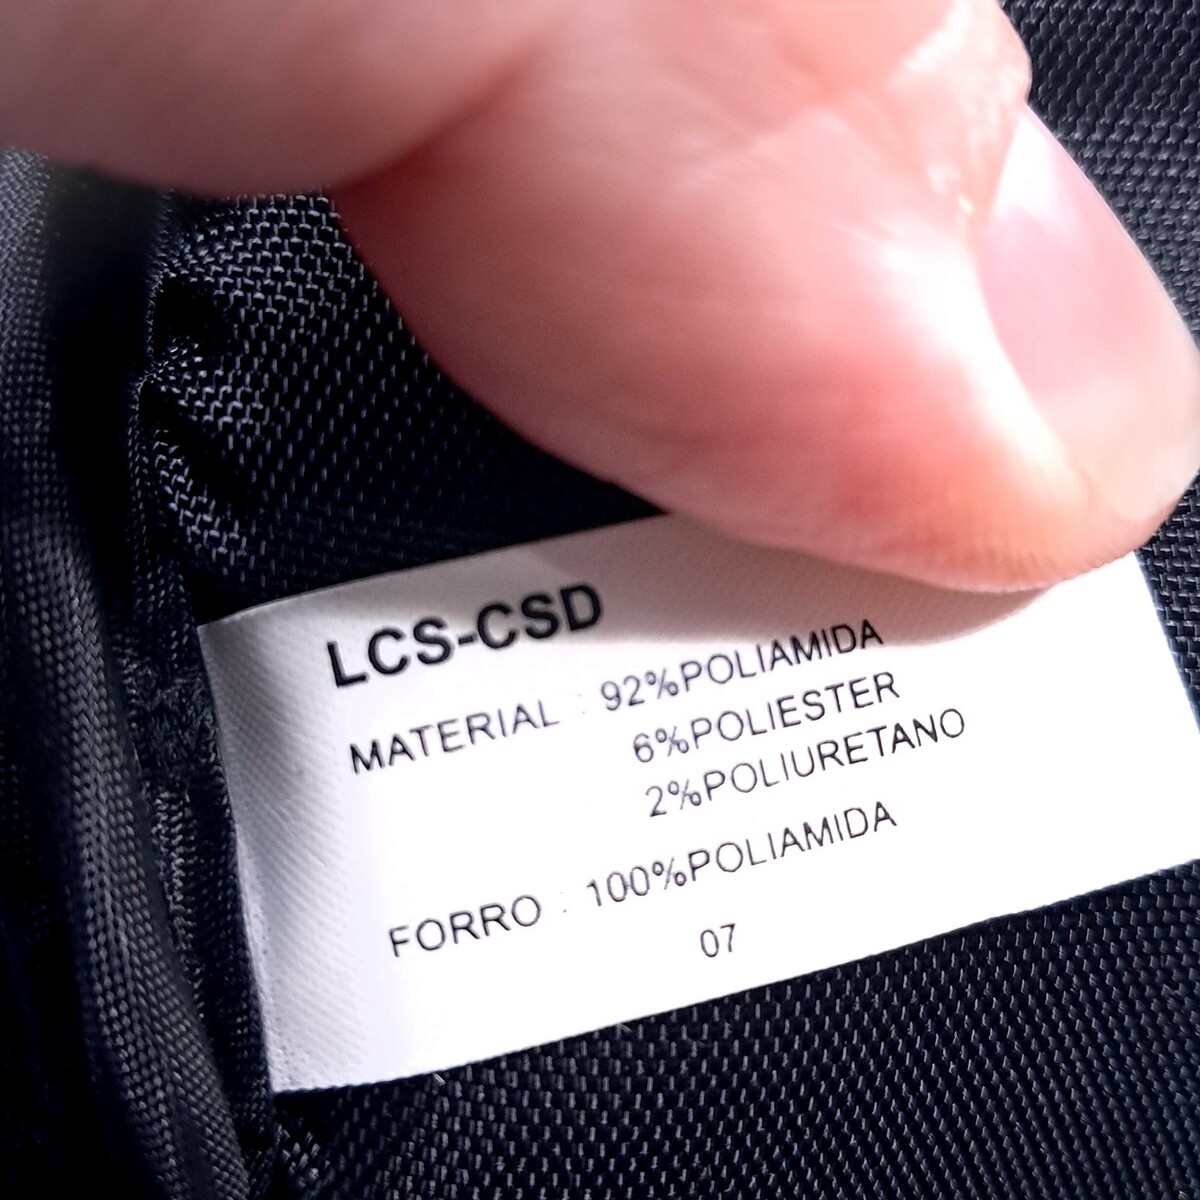 LCS-CSD
MATERIAL : 92%POLIAMIDA
6%POLIESTER
2%POLIURETANO
FORRO : 100%POLIAMIDA
07